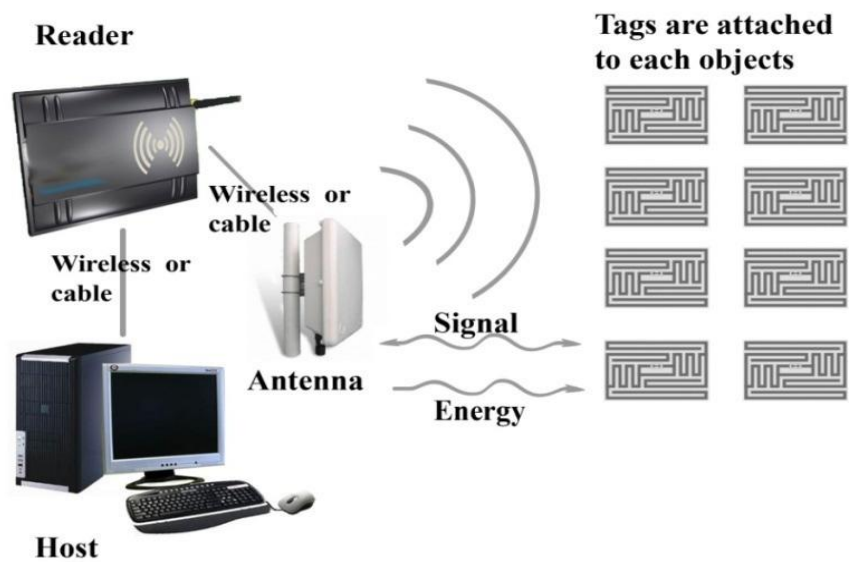 Reader
Tags are attached
to each objects
Wireless or
cable
Wireless or
cable
Signal
Antenna
Energy
Host